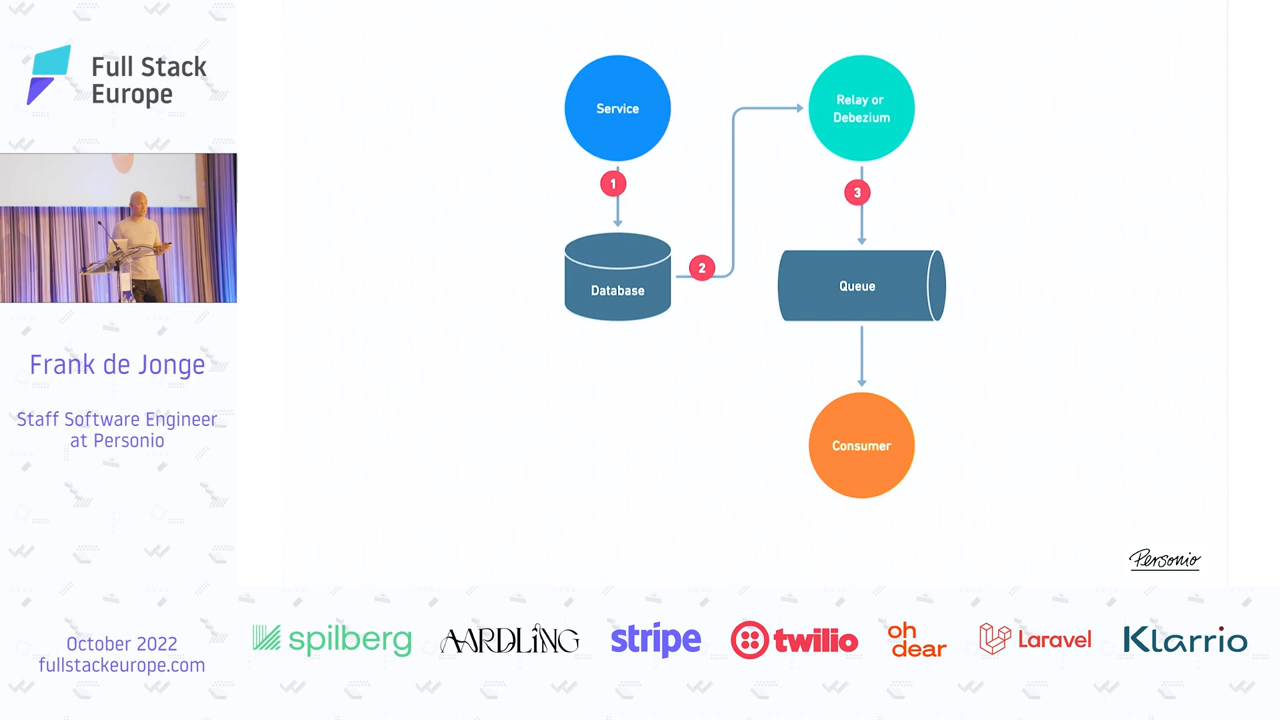 Full Stack
Europe
Frank de Jonge
Staff Software Engineer
at Personio
October 2022
fullstackeurope.com
Service
1
Database
2
Relay or
Debezium
3
Queue
Consumer
Personio
spilberg
AARDLING
stripe
twilio
oh
dear
Laravel
Klarrio